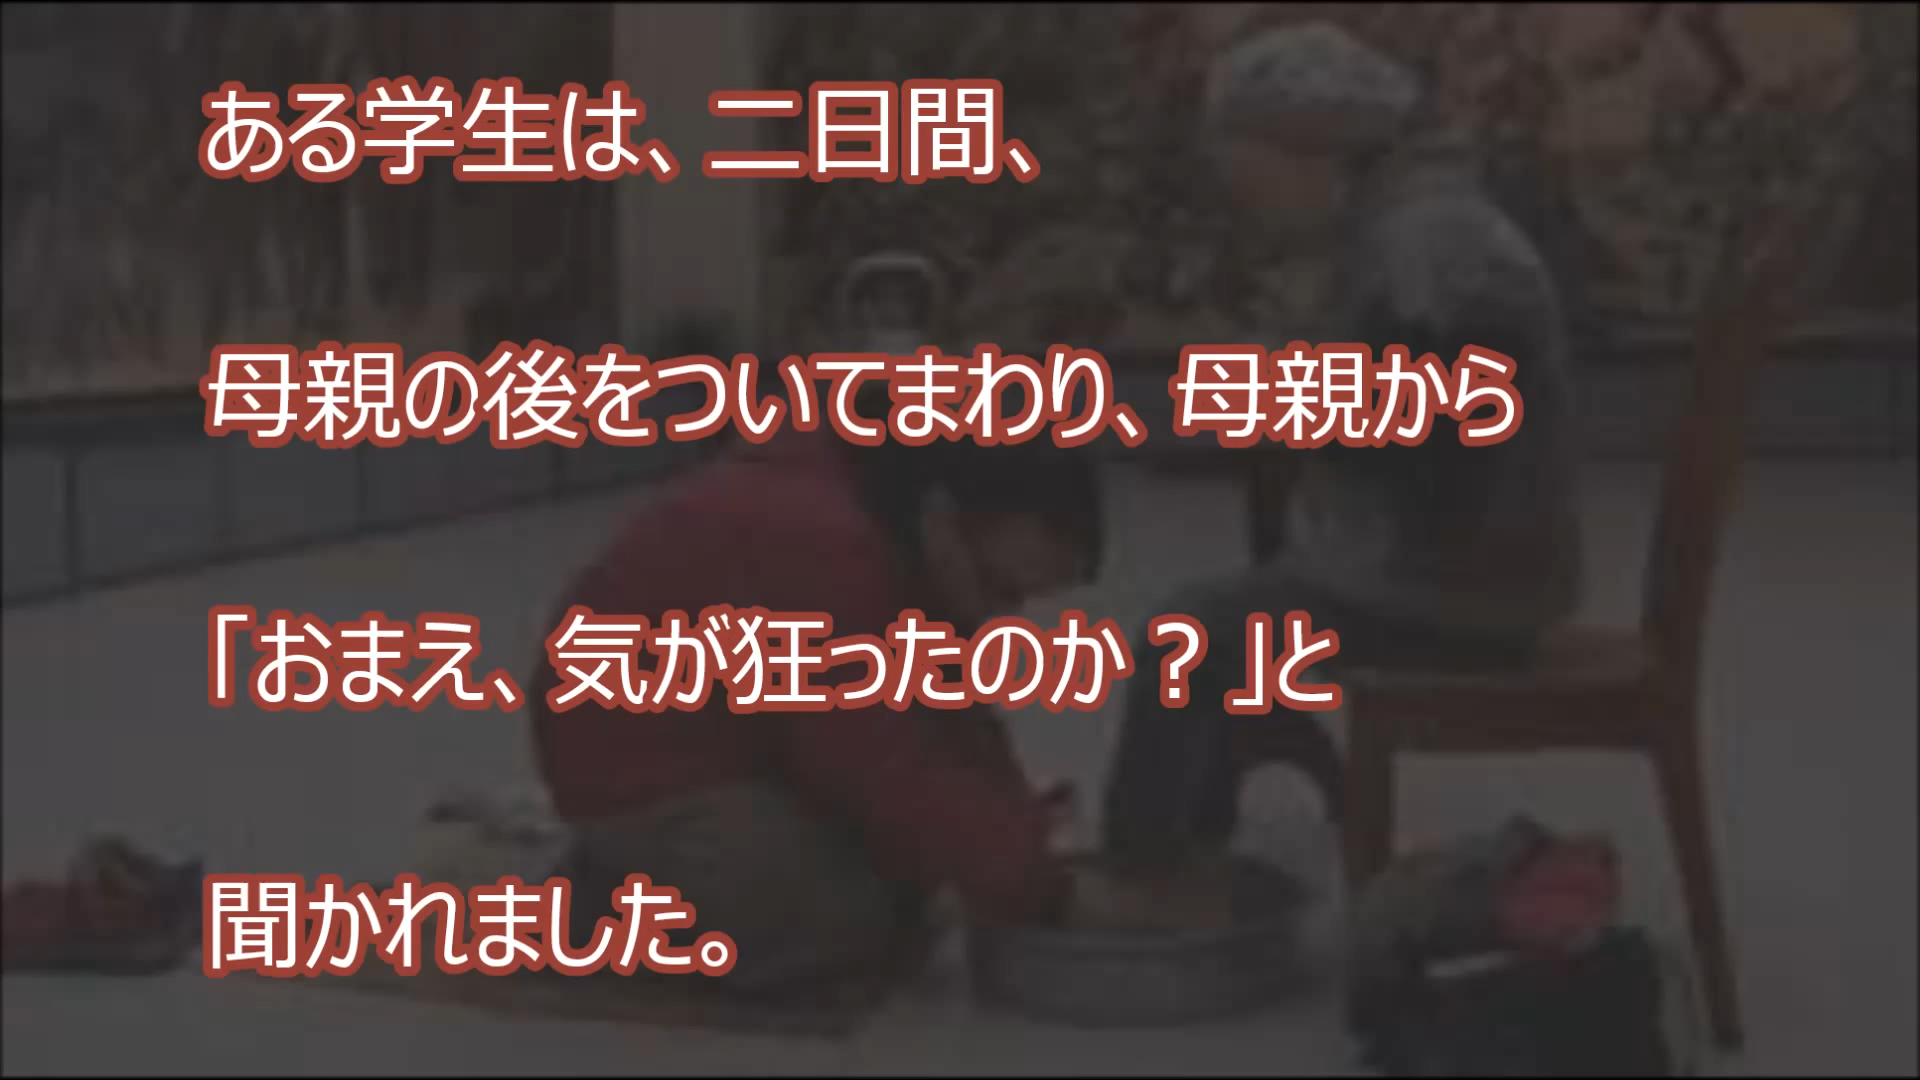 ある学生は、二日間、
母親の後をついてまわり、母親から
「おまえ、気が狂ったのか？」と
聞かれました。